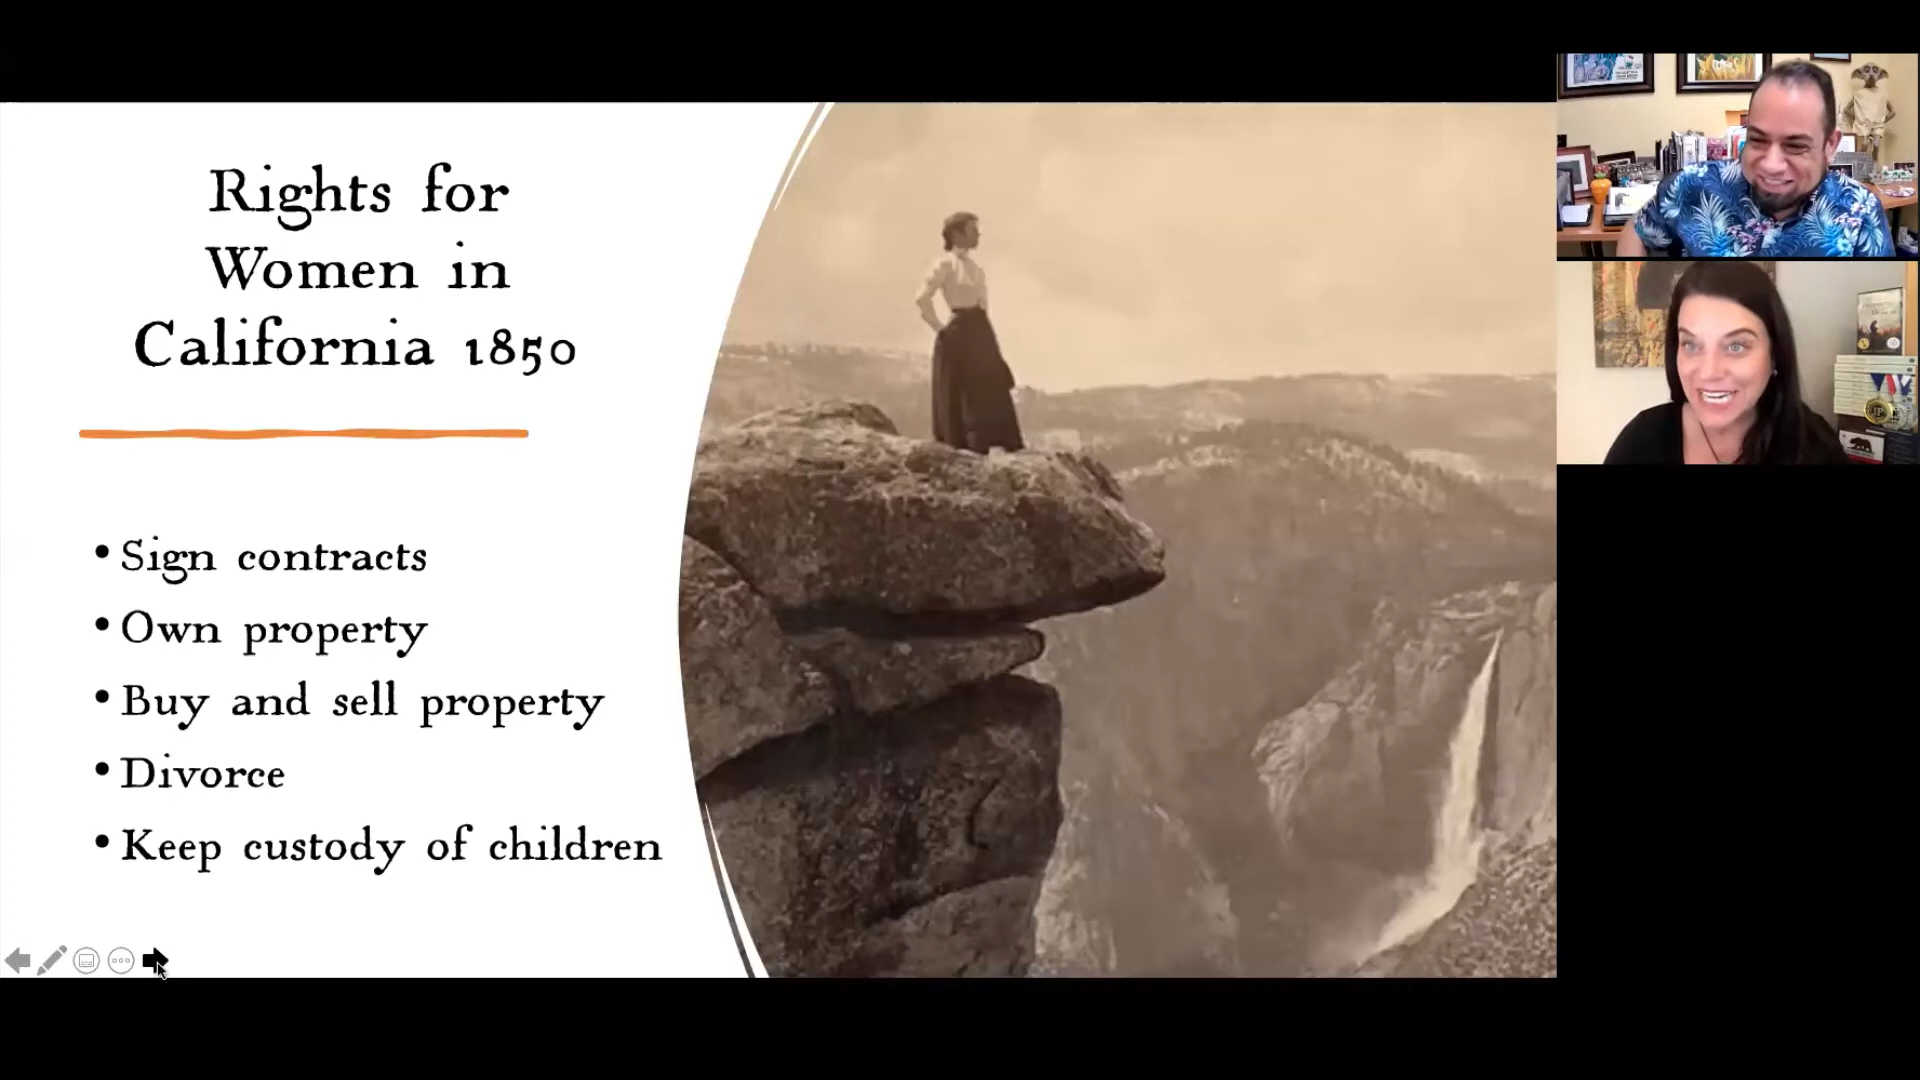 Rights for
Women in
California 1850
• Sign contracts
• Own property
• Buy and sell property
• Divorce
• Keep custody of children